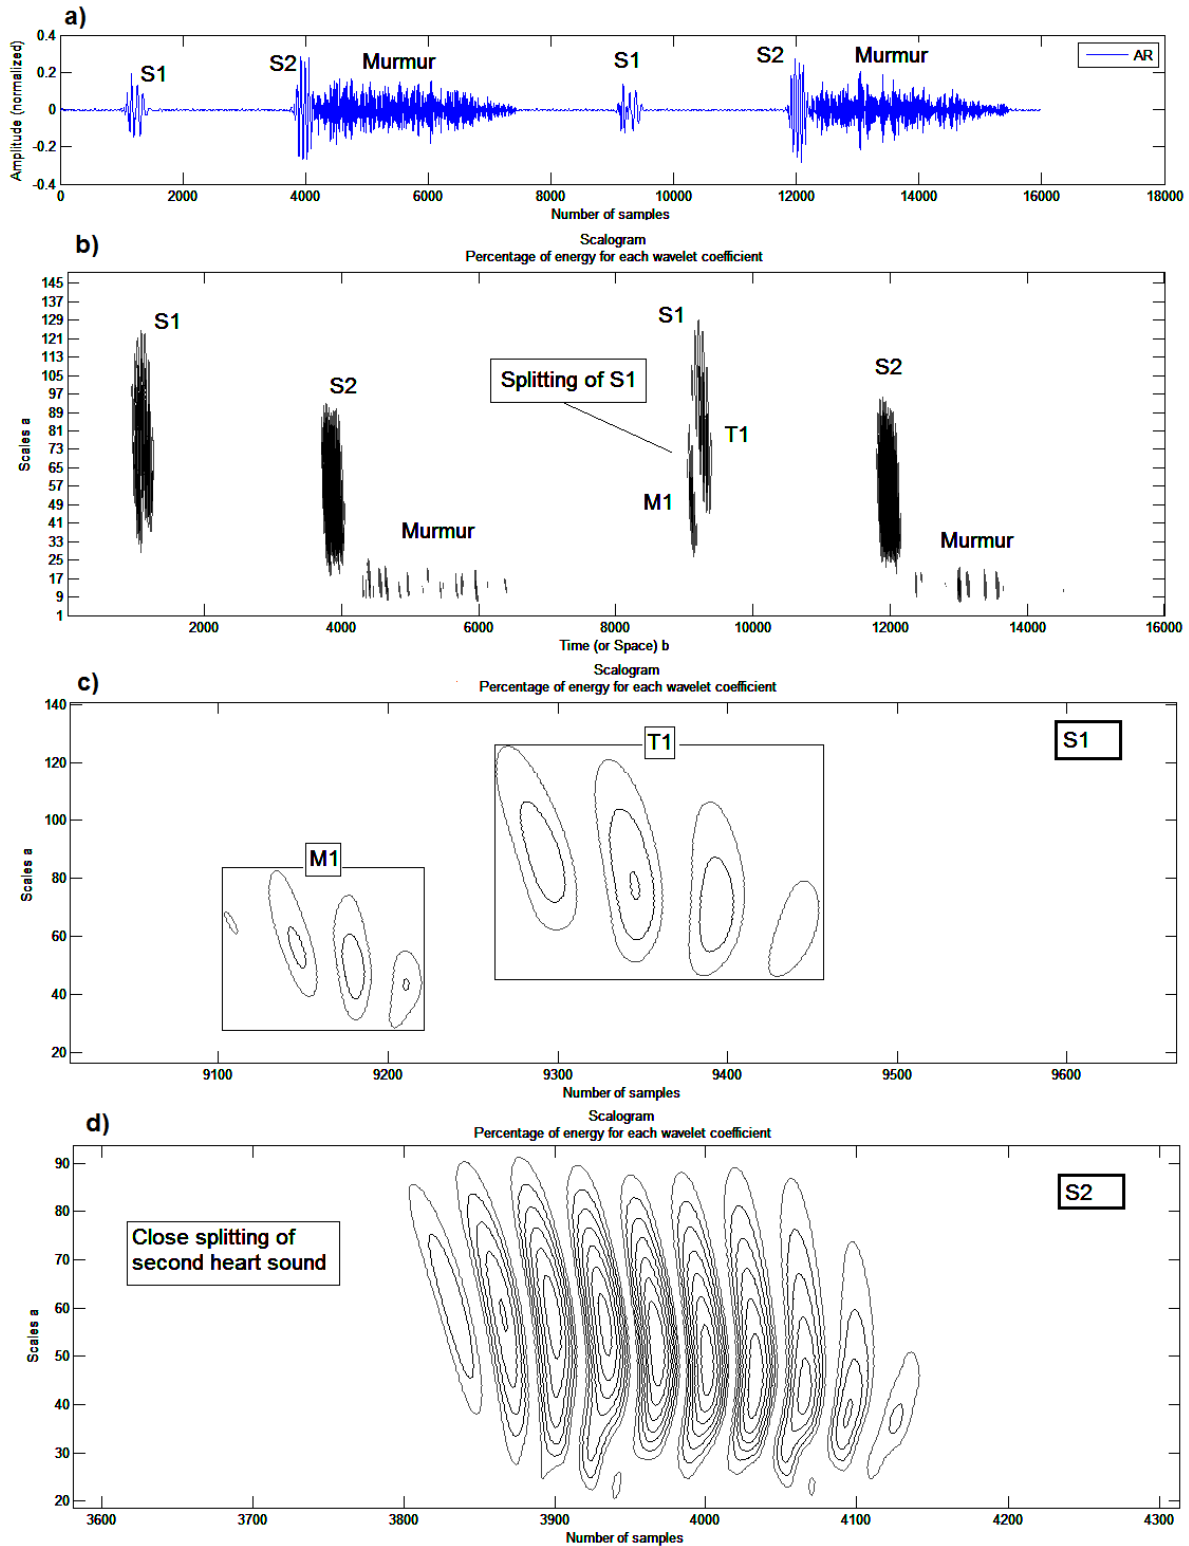 a)
0.4
0.2
0
-0.2
-0.4
Amplitude (normalized)
S1
S2
Murmur
S1
S2
Murmur
AR
0 2000 4000 6000 8000 10000 12000 14000 16000 18000
Number of samples
b)
Scalogram
Percentage of energy for each wavelet coefficient
145
137
129
121
113
105
97
89
81
73
65
57
49
41
33
25
17
9
1
Scales a
S1
S2
Murmur
Splitting of S1
S1
T1
M1
S2
Murmur
2000 4000 6000 8000 10000 12000 14000 16000
Time (or Space) b
c)
Scalogram
Percentage of energy for each wavelet coefficient
140
120
100
80
60
40
20
Scales a
M1
T1
S1
9100 9200 9300 9400 9500 9600
Number of samples
d)
Scalogram
Percentage of energy for each wavelet coefficient
90
80
70
60
50
40
30
20
Scales a
Close splitting of
second heart sound
S2
3600 3700 3800 3900 4000 4100 4200 4300
Number of samples